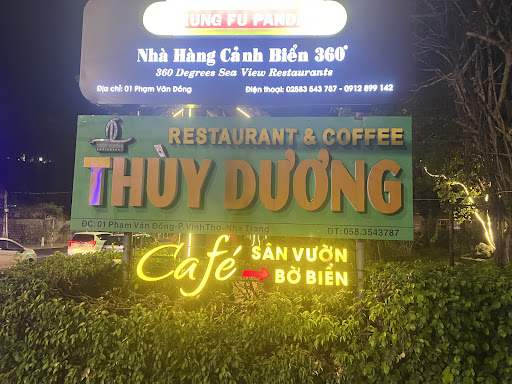 KUNG FU PANDA
Nhà Hàng Cảnh Biển 360°
360 Degrees Sea View Restaurants
Địa chỉ: 01 Phạm Văn Đồng Điện thoại: 02583 543 787 - 0912 899 142
RESTAURANT & COFFEE
THÙY DƯƠNG
ĐC: 01 Phạm Văn Đồng-P.Vĩnh Thọ-Nha Trang ĐT: 058.3543787
Café SÂN VƯỜN
BỜ BIỂN